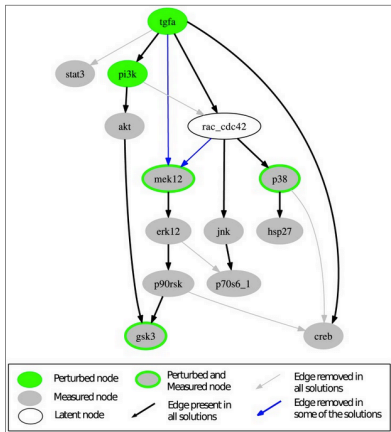 tgfa
stat3
pi3k
akt
rac_cdc42
mek12
p38
erk12
jnk
hsp27
p90rsk
p70s6_1
gsk3
creb
Perturbed node
Measured node
Latent node
Perturbed and
Measured node
Edge present in
all solutions
Edge removed in
all solutions
Edge removed in
some of the solutions